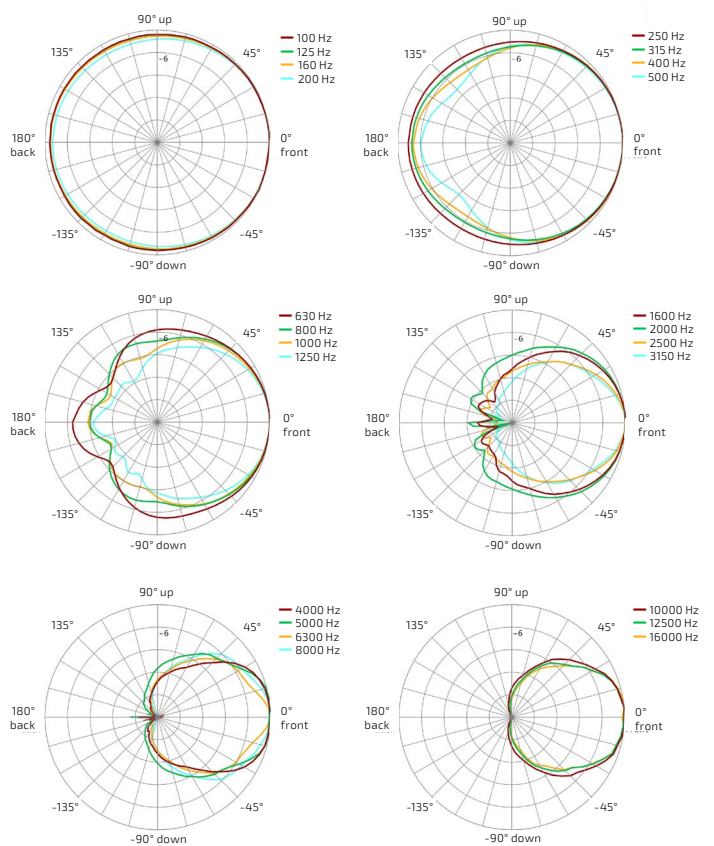 90° up
135°
45°
-6
180°
back
0°
front
-135°
-45°
-90° down
100 Hz
125 Hz
160 Hz
200 Hz
90° up
135°
45°
-6
180°
back
0°
front
-135°
-45°
-90° down
250 Hz
315 Hz
400 Hz
500 Hz
90° up
135°
45°
-6
180°
back
0°
front
-135°
-45°
-90° down
630 Hz
800 Hz
1000 Hz
1250 Hz
90° up
135°
45°
-6
180°
back
0°
front
-135°
-45°
-90° down
1600 Hz
2000 Hz
2500 Hz
3150 Hz
90° up
135°
45°
-6
180°
back
0°
front
-135°
-45°
-90° down
4000 Hz
5000 Hz
6300 Hz
8000 Hz
90° up
135°
45°
-6
180°
back
0°
front
-135°
-45°
-90° down
10000 Hz
12500 Hz
16000 Hz